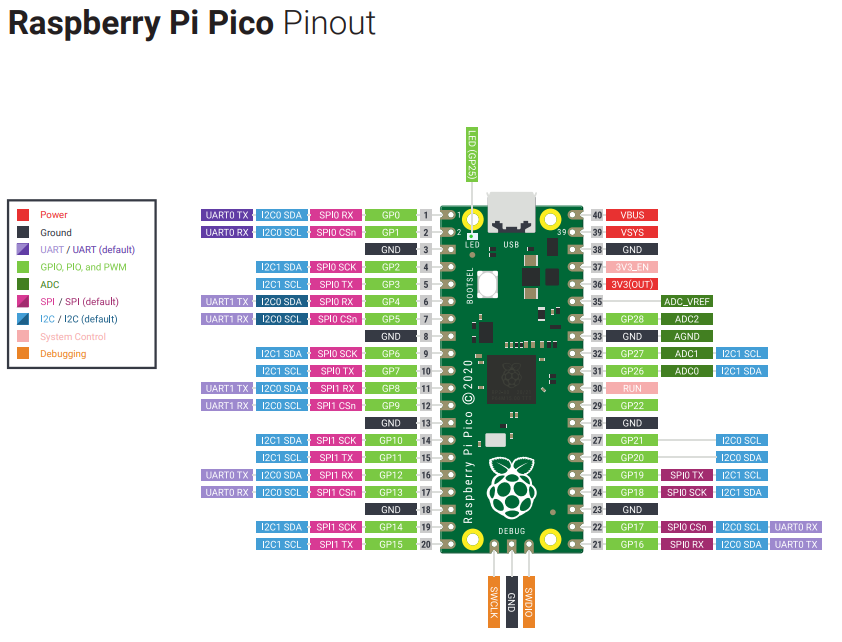 Raspberry Pi Pico Pinout
LED (GP25)
Power
Ground
UART / UART (default)
GPIO, PIO, and PWM
ADC
SPI / SPI (default)
I2C / I2C (default)
System Control
Debugging
UART0 TX I2C0 SDA SPI0 RX GP0 1
UART0 RX I2C0 SCL SPI0 CSn GP1 2
GND 3
I2C1 SDA SPI0 SCK GP2 4
I2C1 SCL SPI0 TX GP3 5
UART1 TX I2C0 SDA SPI0 RX GP4 6
UART1 RX I2C0 SCL SPI0 CSn GP5 7
GND 8
I2C1 SDA SPI0 SCK GP6 9
I2C1 SCL SPI0 TX GP7 10
UART1 TX I2C0 SDA SPI1 RX GP8 11
UART1 RX I2C0 SCL SPI1 CSn GP9 12
GND 13
I2C1 SDA SPI1 SCK GP10 14
I2C1 SCL SPI1 TX GP11 15
UART0 TX I2C0 SDA SPI1 RX GP12 16
UART0 RX I2C0 SCL SPI1 CSn GP13 17
GND 18
I2C1 SDA SPI1 SCK GP14 19
I2C1 SCL SPI1 TX GP15 20
1
2
39
LED
USB
BOOTSEL
Raspberry Pi Pico © 2020
DEBUG
40 VBUS
39 VSYS
38 GND
37 3V3_EN
36 3V3(OUT)
35 ADC_VREF
34 GP28 ADC2
33 GND AGND
32 GP27 ADC1 I2C1 SCL
31 GP26 ADC0 I2C1 SDA
30 RUN
29 GP22
28 GND
27 GP21 I2C0 SCL
26 GP20 I2C0 SDA
25 GP19 SPI0 TX I2C1 SCL
24 GP18 SPI0 SCK I2C1 SDA
23 GND
22 GP17 SPI0 CSn I2C0 SCL UART0 RX
21 GP16 SPI0 RX I2C0 SDA UART0 TX
SWCLK
GND
SWDIO